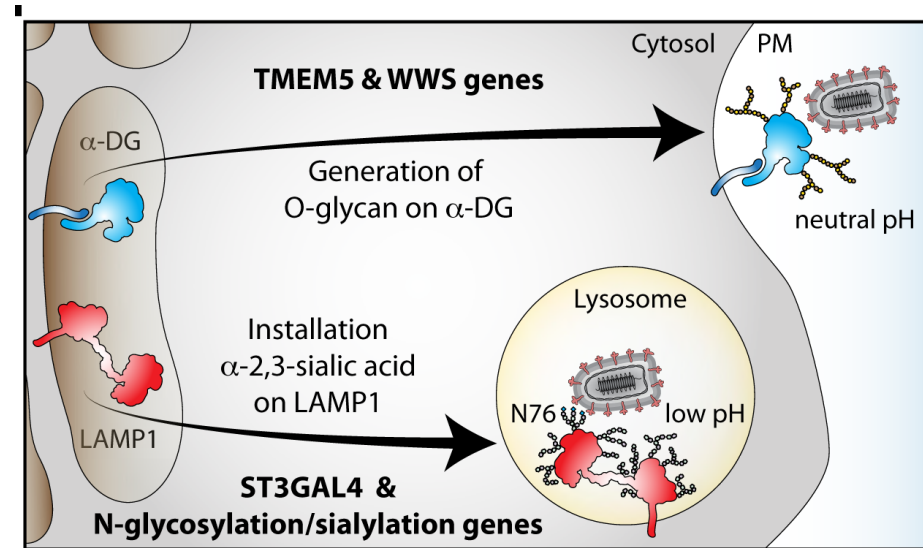 Cytosol
PM
TMEM5 & WWS genes
α-DG
Generation of
O-glycan on α-DG
neutral pH
Lysosome
Installation
α-2,3-sialic acid
on LAMP1
N76
low pH
LAMP1
ST3GAL4 &
N-glycosylation/sialylation genes